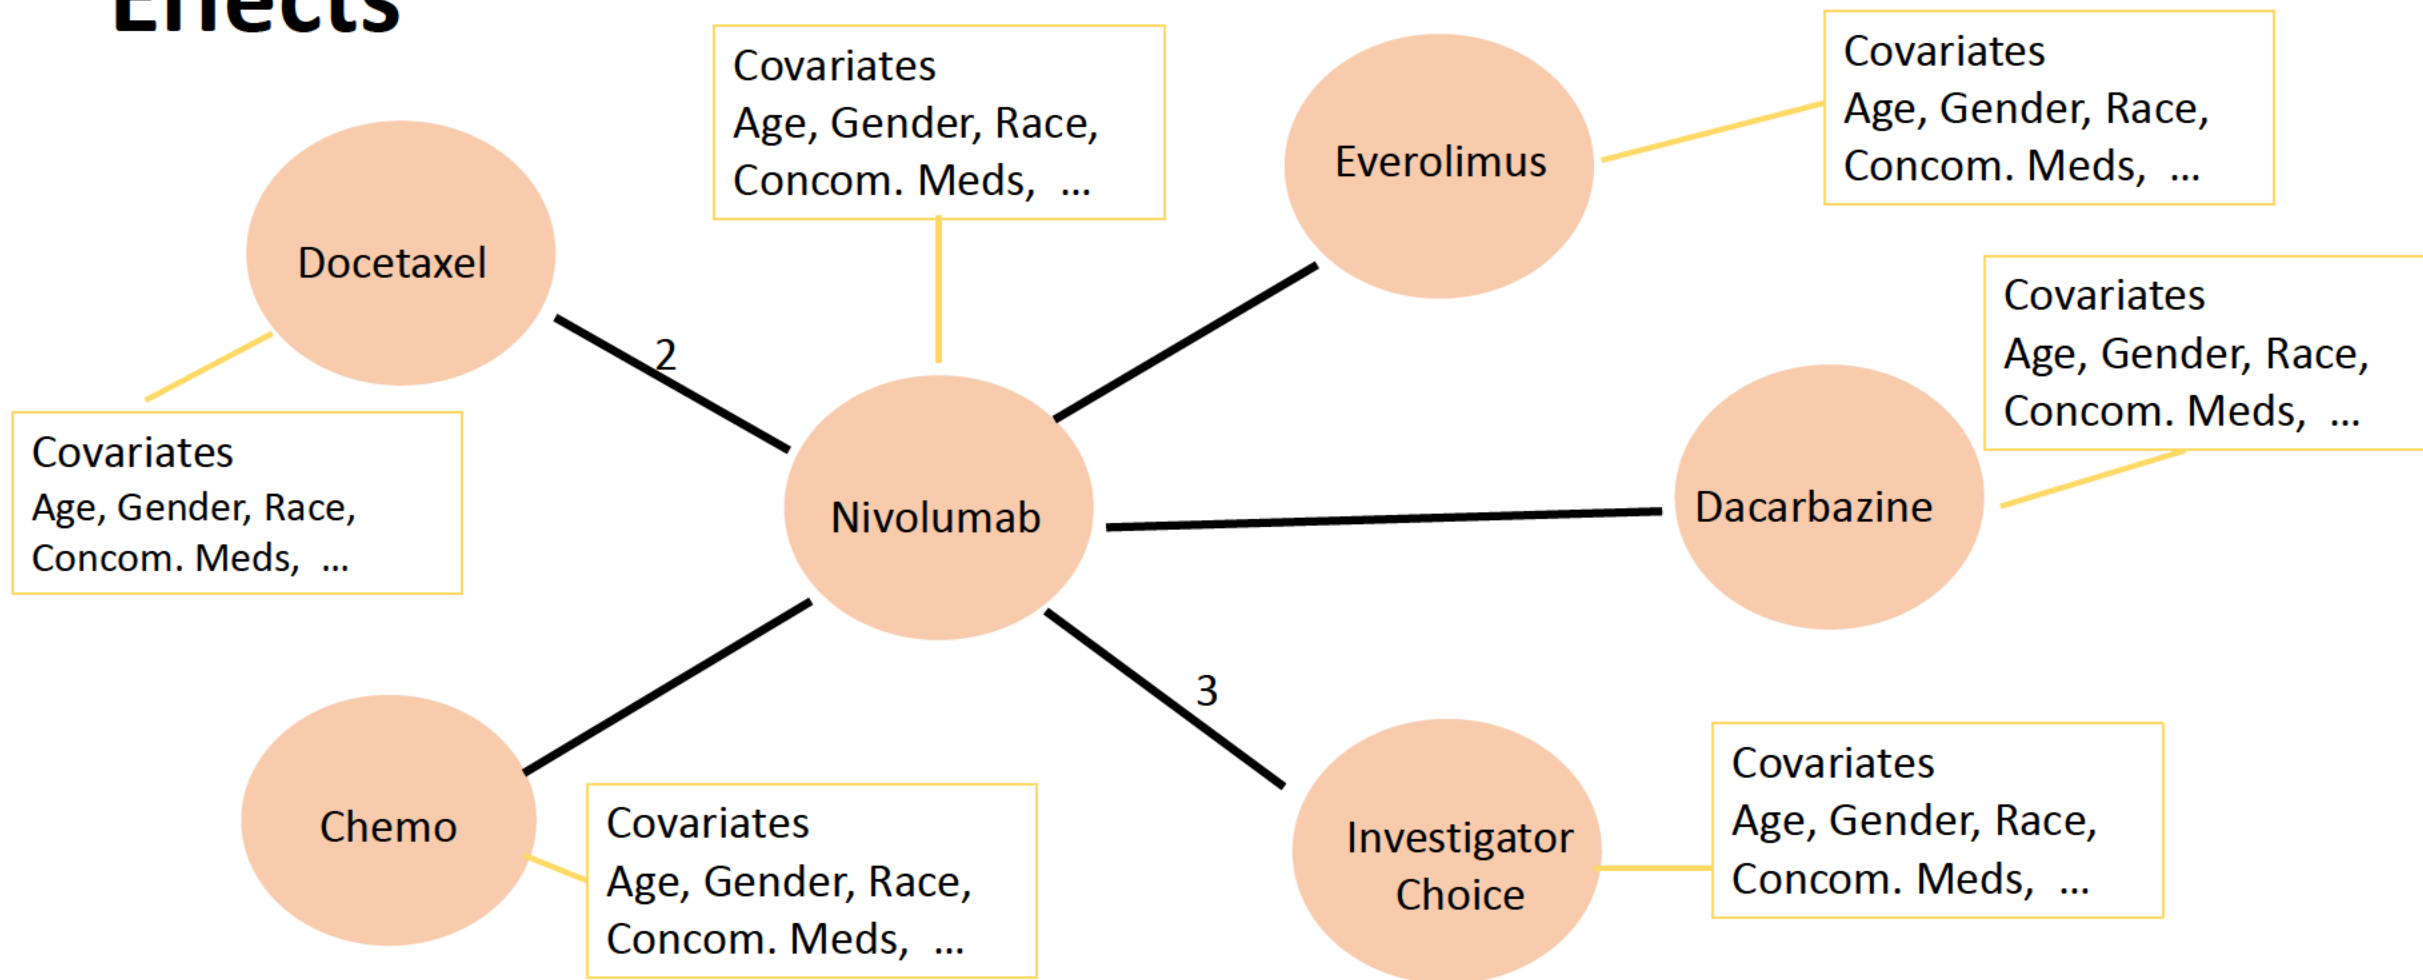 Effects
Covariates
Age, Gender, Race,
Concom. Meds, ...
Everolimus
Covariates
Age, Gender, Race,
Concom. Meds, ...
Docetaxel
2
Covariates
Age, Gender, Race,
Concom. Meds, ...
Covariates
Age, Gender, Race,
Concom. Meds, ...
Nivolumab
Dacarbazine
3
Chemo
Covariates
Age, Gender, Race,
Concom. Meds, ...
Investigator
Choice
Covariates
Age, Gender, Race,
Concom. Meds, ...